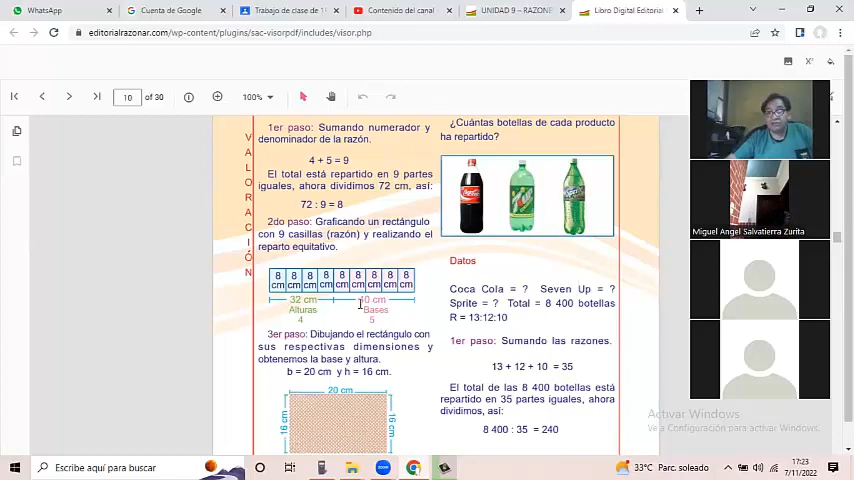 WhatsApp
Cuenta de Google
Trabajo de clase de 1
Contenido del canal
UNIDAD 9 – RAZONE
Libro Digital Editorial
editorialrazonar.com/wp-content/plugins/sac-visorpdf/includes/visor.php
10 of 30
100%
VALORACIÓN
1er paso: Sumando numerador y
denominador de la razón.
4 + 5 = 9
El total está repartido en 9 partes
iguales, ahora dividimos 72 cm, así:
72 : 9 = 8
2do paso: Graficando un rectángulo
con 9 casillas (razón) y realizando el
reparto equitativo.
8 8 8 8 8 8 8 8 8
cm cm cm cm cm cm cm cm cm
32 cm 40 cm
Alturas Bases
4 5
3er paso: Dibujando el rectángulo con
sus respectivas dimensiones y
obtenemos la base y altura.
b = 20 cm y h = 16 cm.
20 cm
16 cm 16 cm
¿Cuántas botellas de cada producto
ha repartido?
Coca-Cola
7UP
Sprite
Datos
Coca Cola = ? Seven Up = ?
Sprite = ? Total = 8 400 botellas
R = 13:12:10
1er paso: Sumando las razones.
13 + 12 + 10 = 35
El total de las 8 400 botellas está
repartido en 35 partes iguales, ahora
dividimos, así:
8 400 : 35 = 240
Miguel Angel Salvatierra Zurita
Activar Windows
Ve a Configuración para activar Windows.
Escribe aquí para buscar
33°C Parc. soleado
17:23
7/11/2022